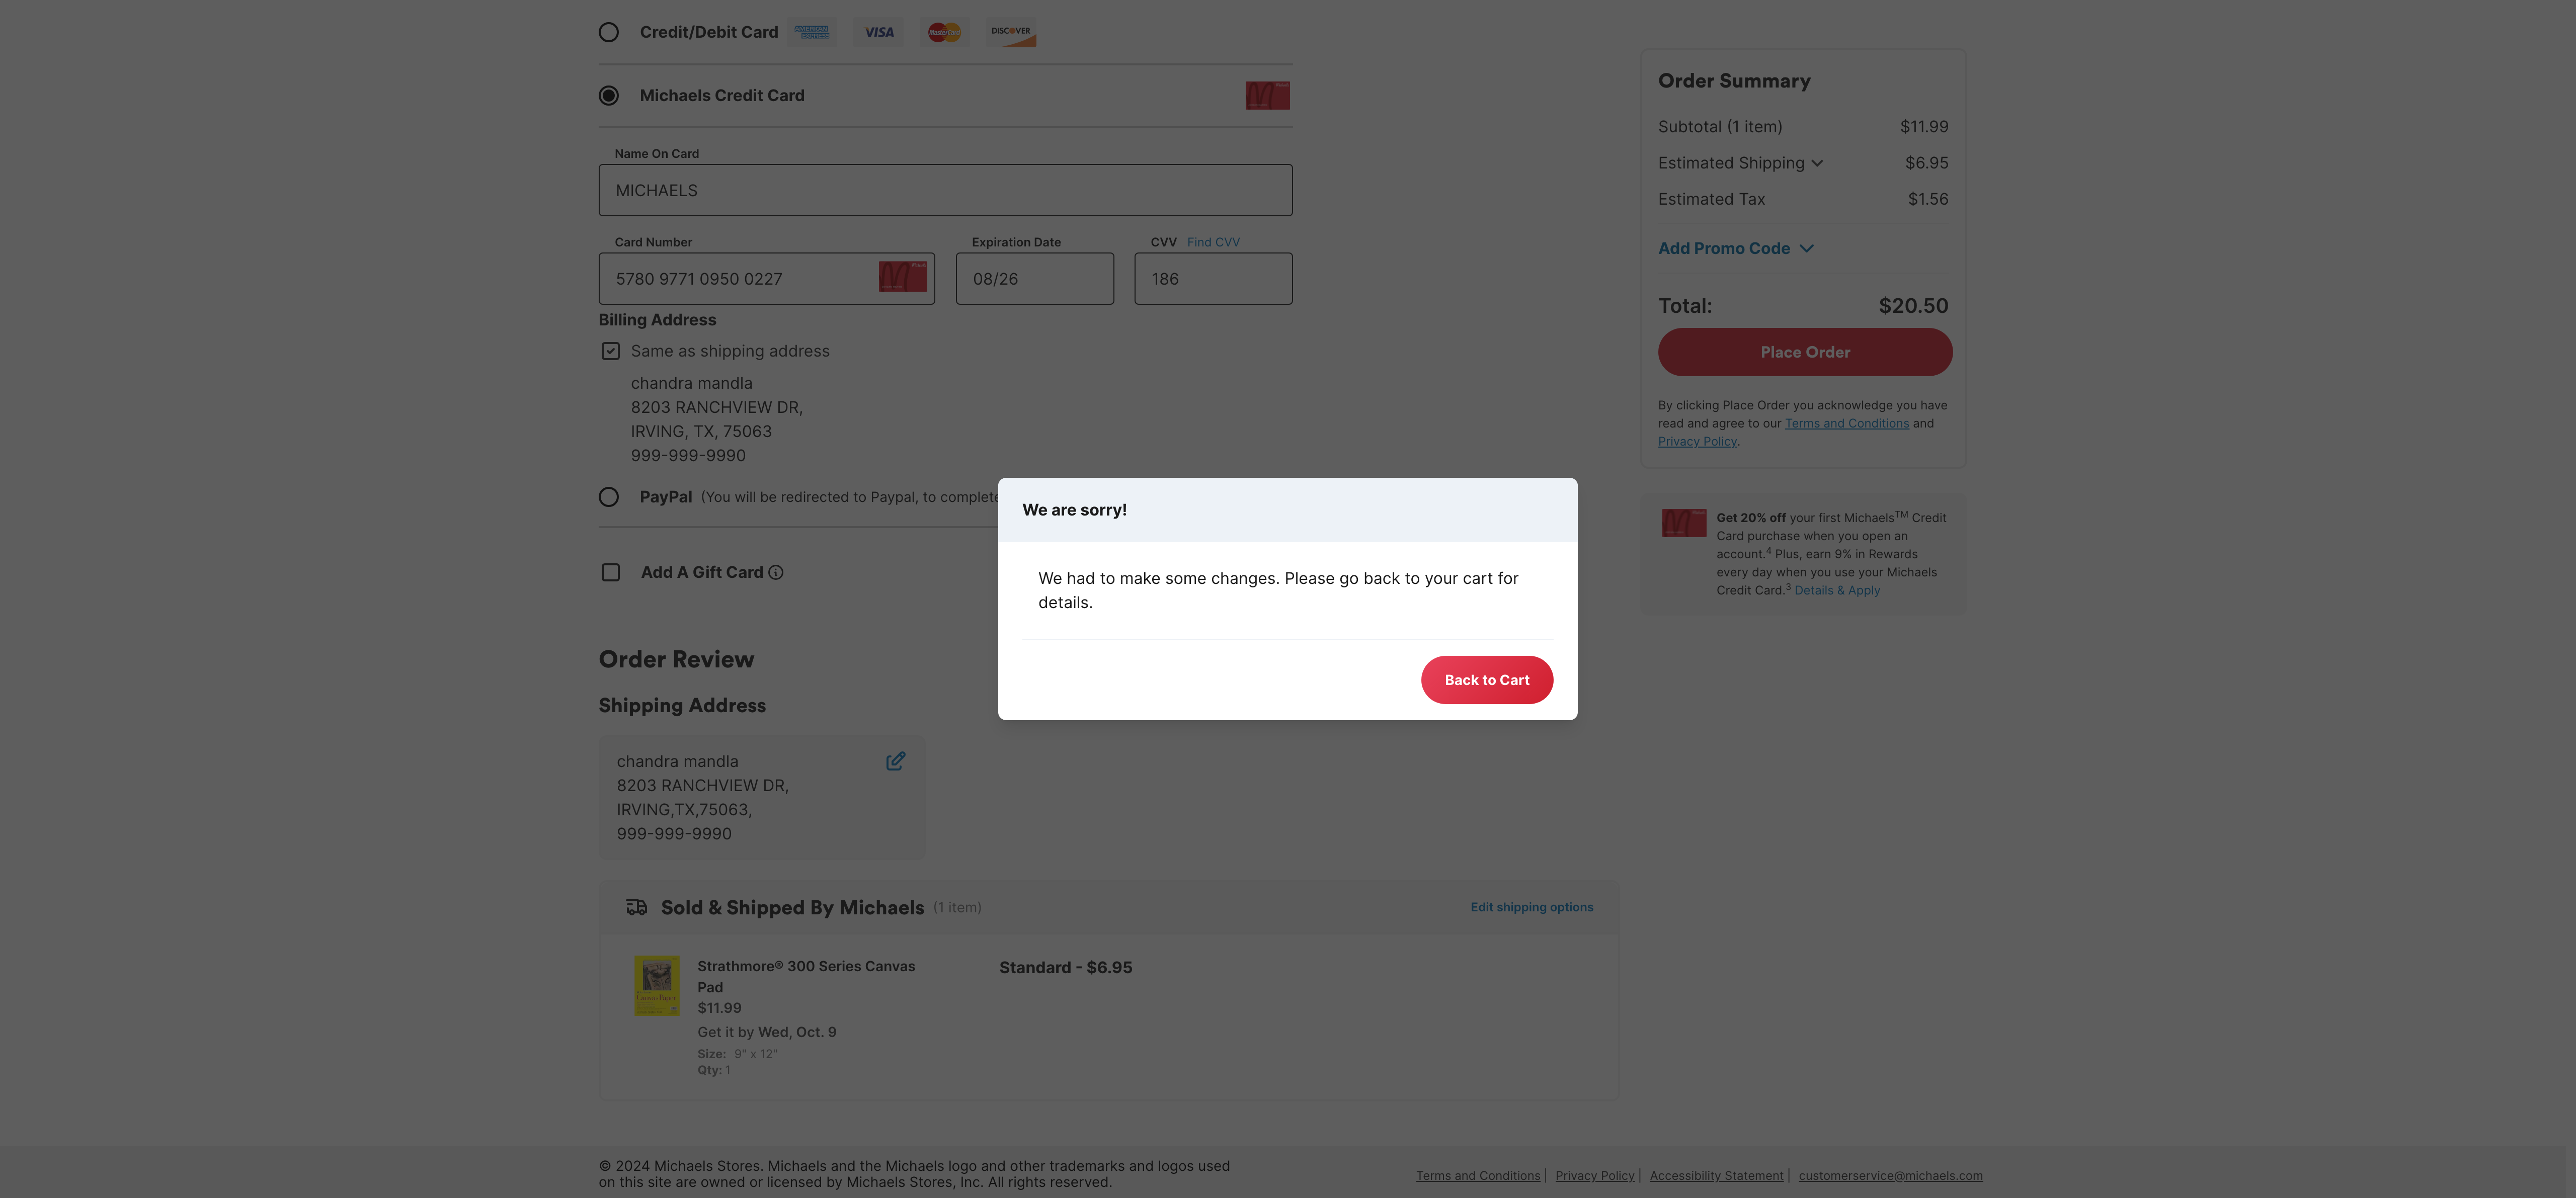 Credit/Debit Card
AMERICAN EXPRESS
VISA
MasterCard
DISCOVER
Michaels Credit Card
Name On Card
MICHAELS
Card Number
Expiration Date
CVV Find CVV
5780 9771 0950 0227
08/26
186
Billing Address
Same as shipping address
chandra mandla
8203 RANCHVIEW DR,
IRVING, TX, 75063
999-999-9990
PayPal (You will be redirected to Paypal, to complete
Add A Gift Card
Order Review
Shipping Address
chandra mandla
8203 RANCHVIEW DR,
IRVING,TX,75063,
999-999-9990
Sold & Shipped By Michaels (1 item)
Edit shipping options
Strathmore® 300 Series Canvas
Pad
$11.99
Get it by Wed, Oct. 9
Size: 9" x 12"
Qty: 1
Standard - $6.95
Canvas Paper
Order Summary
Subtotal (1 item) $11.99
Estimated Shipping $6.95
Estimated Tax $1.56
Add Promo Code
Total: $20.50
Place Order
By clicking Place Order you acknowledge you have
read and agree to our Terms and Conditions and
Privacy Policy.
Get 20% off your first Michaels™ Credit
Card purchase when you open an
account.4 Plus, earn 9% in Rewards
every day when you use your Michaels
Credit Card.3 Details & Apply
We are sorry!
We had to make some changes. Please go back to your cart for
details.
Back to Cart
© 2024 Michaels Stores. Michaels and the Michaels logo and other trademarks and logos used
on this site are owned or licensed by Michaels Stores, Inc. All rights reserved.
Terms and Conditions | Privacy Policy | Accessibility Statement | customerservice@michaels.com